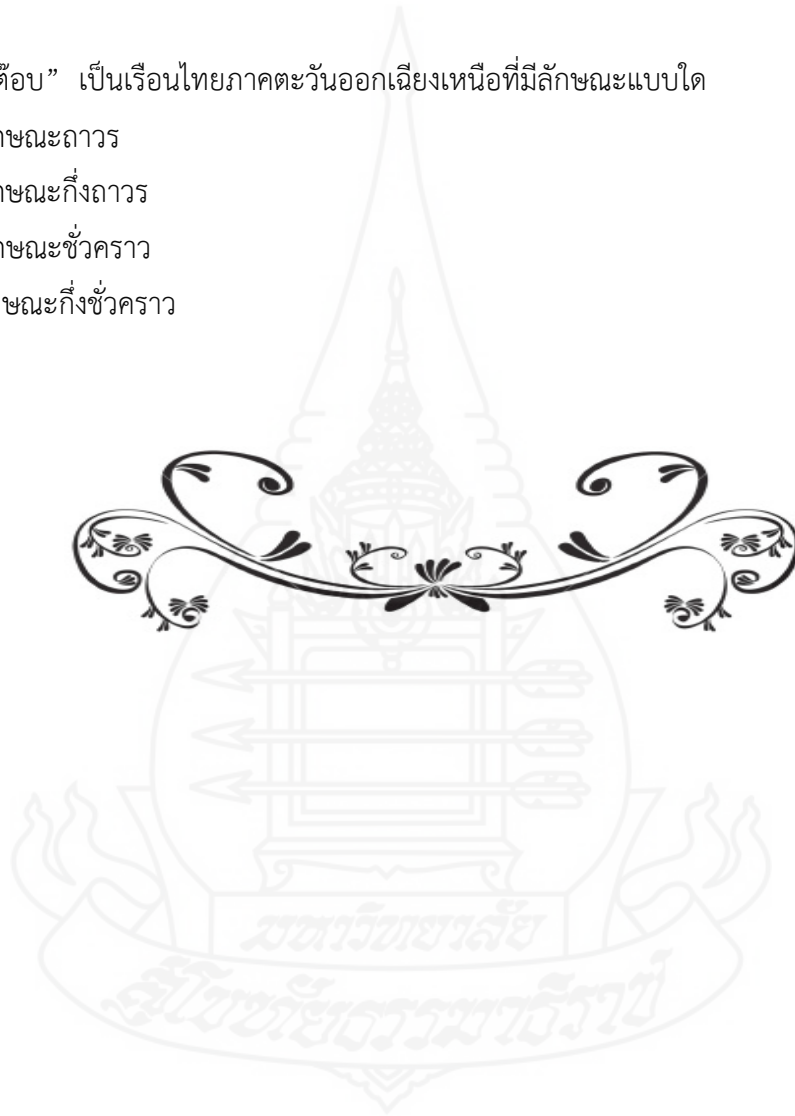 ต๊อบ” เป็นเรือนไทยภาคตะวันออกเฉียงเหนือที่มีลักษณะแบบใด
ักษณะถาวร
ักษณะกึ่งถาวร
ักษณะชั่วคราว
ักษณะกึ่งชั่วคราว
มหาวิทยาลัย
สุโขทัยธรรมาธิราช